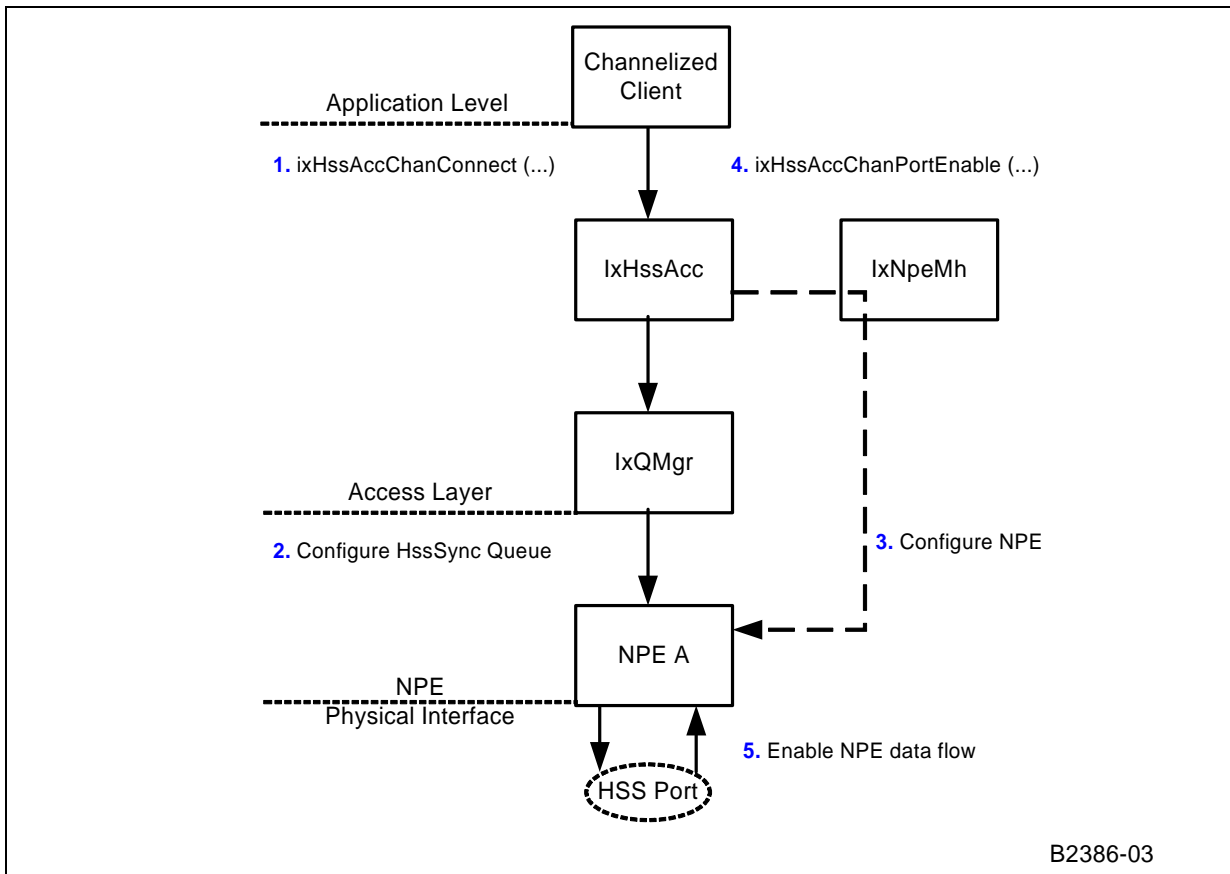 Channelized
Client
Application Level
1. ixHssAccChanConnect (...)
4. ixHssAccChanPortEnable (...)
IxHssAcc
IxNpeMh
IxQMgr
Access Layer
2. Configure HssSync Queue
3. Configure NPE
NPE A
NPE
Physical Interface
5. Enable NPE data flow
HSS Port
B2386-03